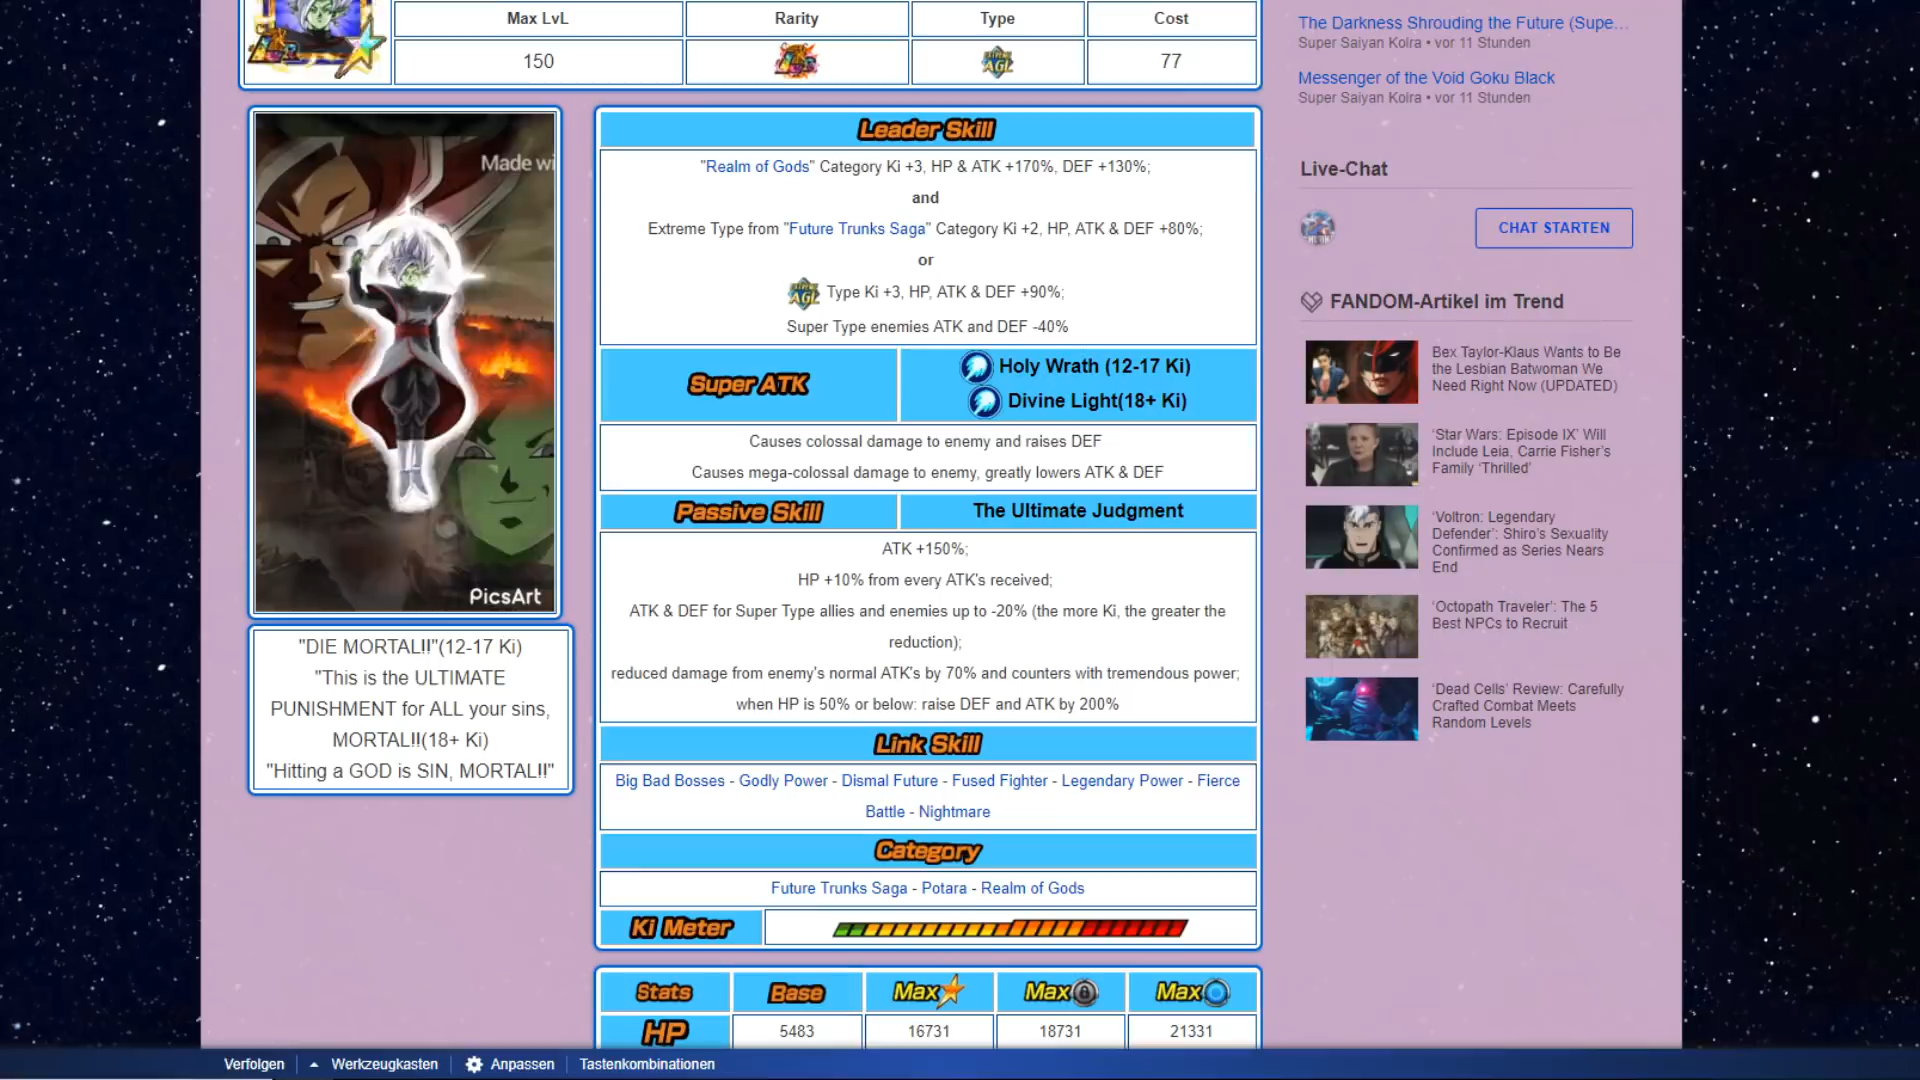 Max LvL Rarity Type Cost
150 AGL 77
Made wi
PicsArt
"DIE MORTAL!!"(12-17 Ki)
"This is the ULTIMATE
PUNISHMENT for ALL your sins,
MORTAL!!(18+ Ki)
"Hitting a GOD is SIN, MORTAL!!"
Leader Skill
"Realm of Gods" Category Ki +3, HP & ATK +170%, DEF +130%;
and
Extreme Type from "Future Trunks Saga" Category Ki +2, HP, ATK & DEF +80%;
or
AGL Type Ki +3, HP, ATK & DEF +90%;
Super Type enemies ATK and DEF -40%
Super ATK
Holy Wrath (12-17 Ki)
Divine Light(18+ Ki)
Causes colossal damage to enemy and raises DEF
Causes mega-colossal damage to enemy, greatly lowers ATK & DEF
Passive Skill The Ultimate Judgment
ATK +150%;
HP +10% from every ATK's received;
ATK & DEF for Super Type allies and enemies up to -20% (the more Ki, the greater the
reduction);
reduced damage from enemy's normal ATK's by 70% and counters with tremendous power;
when HP is 50% or below: raise DEF and ATK by 200%
Link Skill
Big Bad Bosses - Godly Power - Dismal Future - Fused Fighter - Legendary Power - Fierce
Battle - Nightmare
Category
Future Trunks Saga - Potara - Realm of Gods
Ki Meter
Stats Base Max Max Max
HP 5483 16731 18731 21331
The Darkness Shrouding the Future (Supe...
Super Saiyan Koira • vor 11 Stunden
Messenger of the Void Goku Black
Super Saiyan Koira • vor 11 Stunden
Live-Chat
CHAT STARTEN
FANDOM-Artikel im Trend
Bex Taylor-Klaus Wants to Be
the Lesbian Batwoman We
Need Right Now (UPDATED)
'Star Wars: Episode IX' Will
Include Leia, Carrie Fisher's
Family 'Thrilled'
'Voltron: Legendary
Defender': Shiro's Sexuality
Confirmed as Series Nears
End
'Octopath Traveler': The 5
Best NPCs to Recruit
'Dead Cells' Review: Carefully
Crafted Combat Meets
Random Levels
Verfolgen Werkzeugkasten Anpassen Tastenkombinationen